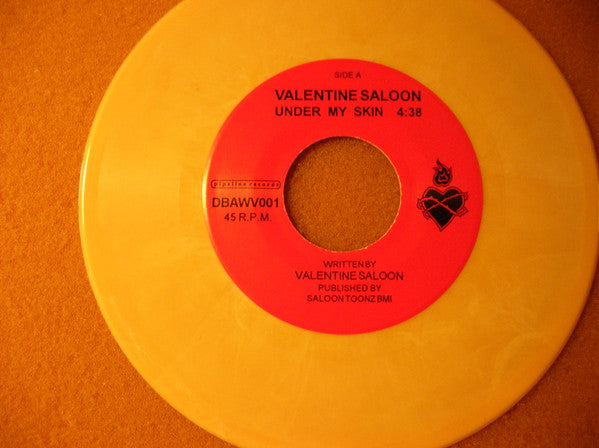 SIDE A
VALENTINE SALOON
UNDER MY SKIN 4:38
pipeline records
DBAWV001
45 R.P.M.
WRITTEN BY
VALENTINE SALOON
PUBLISHED BY
SALOON TOONZ BMI